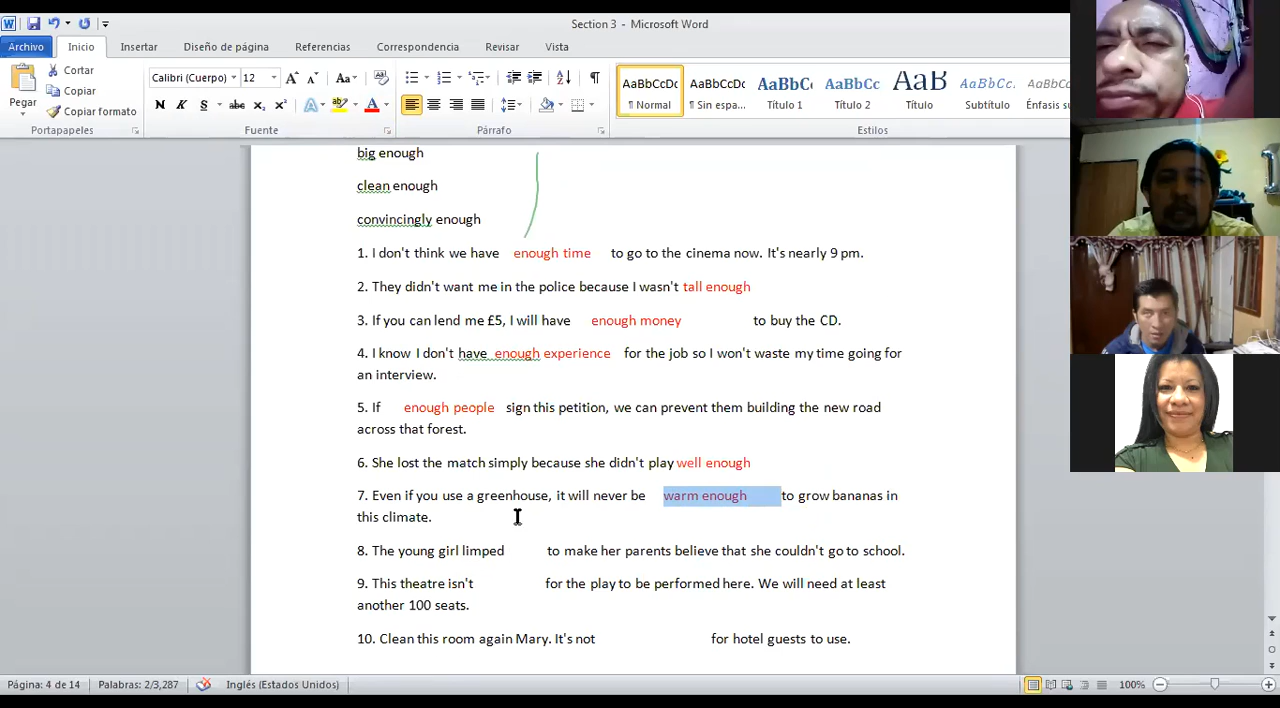 Section 3 - Microsoft Word
Archivo Inicio Insertar Diseño de página Referencias Correspondencia Revisar Vista
Pegar
Cortar
Copiar
Copiar formato
Calibri (Cuerpo) 12
AaBbCcDc AaBbCcDc AaBbC AaBbCc AaB AaBbCc. AaBbCcD
¶ Normal ¶ Sin espa... Título 1 Título 2 Título Subtítulo Énfasis su
Portapapeles Fuente Párrafo Estilos
big enough
clean enough
convincingly enough
1. I don't think we have enough time to go to the cinema now. It's nearly 9 pm.
2. They didn't want me in the police because I wasn't tall enough
3. If you can lend me £5, I will have enough money to buy the CD.
4. I know I don't have enough experience for the job so I won't waste my time going for
an interview.
5. If enough people sign this petition, we can prevent them building the new road
across that forest.
6. She lost the match simply because she didn't play well enough
7. Even if you use a greenhouse, it will never be warm enough to grow bananas in
this climate.
8. The young girl limped to make her parents believe that she couldn't go to school.
9. This theatre isn't for the play to be performed here. We will need at least
another 100 seats.
10. Clean this room again Mary. It's not for hotel guests to use.
Página: 4 de 14 Palabras: 2/3,287 Inglés (Estados Unidos) 100%